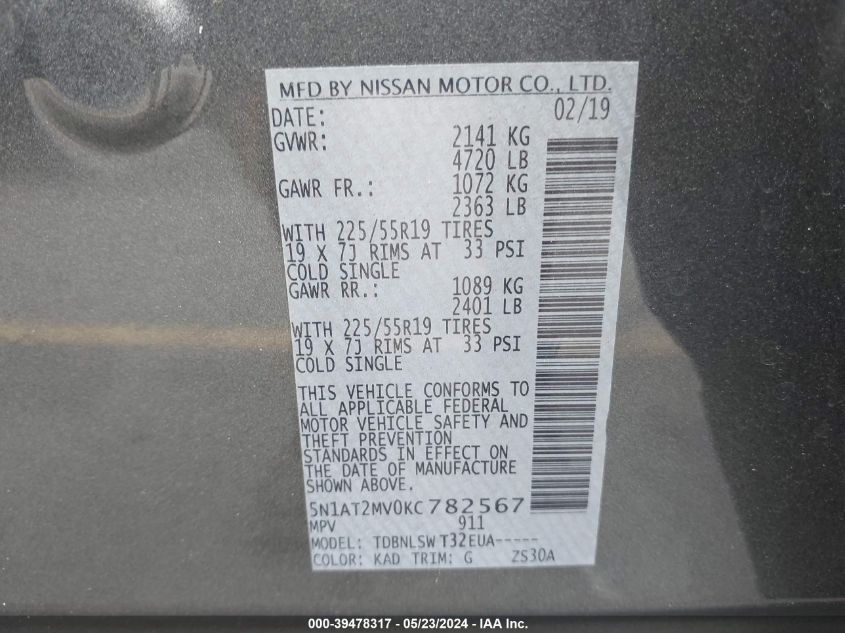 MFD BY NISSAN MOTOR CO., LTD.
DATE: 02/19
GVWR: 2141 KG
4720 LB
GAWR FR.: 1072 KG
2363 LB
WITH 225/55R19 TIRES
19 X 7J RIMS AT 33 PSI
COLD SINGLE
GAWR RR.: 1089 KG
2401 LB
WITH 225/55R19 TIRES
19 X 7J RIMS AT 33 PSI
COLD SINGLE
THIS VEHICLE CONFORMS TO
ALL APPLICABLE FEDERAL
MOTOR VEHICLE SAFETY AND
THEFT PREVENTION
STANDARDS IN EFFECT ON
THE DATE OF MANUFACTURE
SHOWN ABOVE.
5N1AT2MV0KC782567
MPV 911
MODEL: TDBNLSW T32EUA-----
COLOR: KAD TRIM: G ZS30A
000-39478317 - 05/23/2024 - IAA Inc.